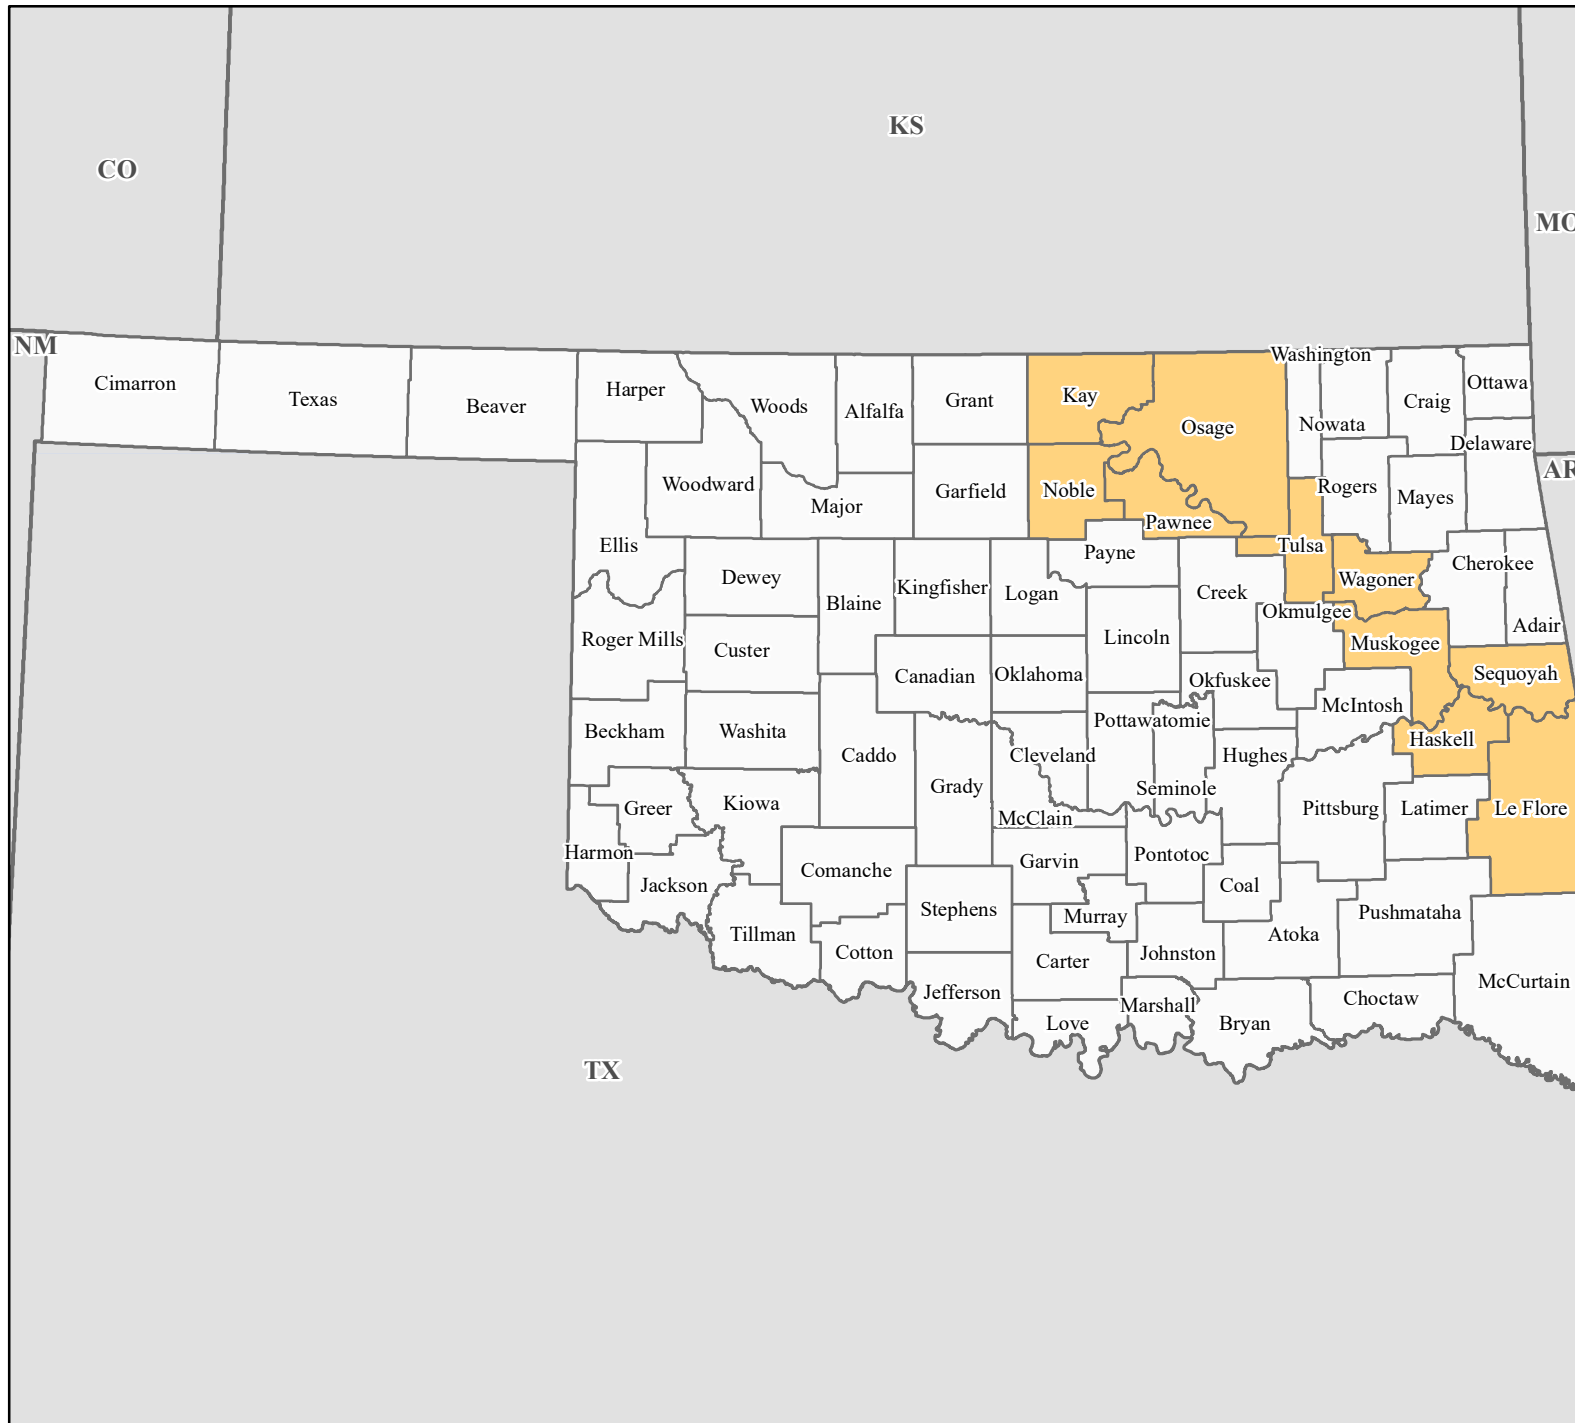 KS
CO
MO
NM
Washington
Cimarron
Texas
Beaver
Harper
Woods
Alfalfa
Grant
Kay
Osage
Nowata
Craig
Ottawa
Delaware
AR
Woodward
Major
Garfield
Noble
Pawnee
Rogers
Mayes
Ellis
Dewey
Blaine
Kingfisher
Logan
Payne
Creek
Tulsa
Wagoner
Cherokee
Okmulgee
Adair
Roger Mills
Custer
Canadian
Oklahoma
Lincoln
Okfuskee
Muskogee
Sequoyah
Beckham
Washita
Caddo
Grady
Cleveland
Pottawatomie
Seminole
Hughes
McIntosh
Haskell
Greer
Kiowa
McClain
Pittsburg
Latimer
Le Flore
Harmon
Jackson
Comanche
Garvin
Pontotoc
Coal
Stephens
Murray
Atoka
Pushmataha
Tillman
Cotton
Carter
Johnston
McCurtain
Jefferson
Love
Marshall
Bryan
Choctaw
TX